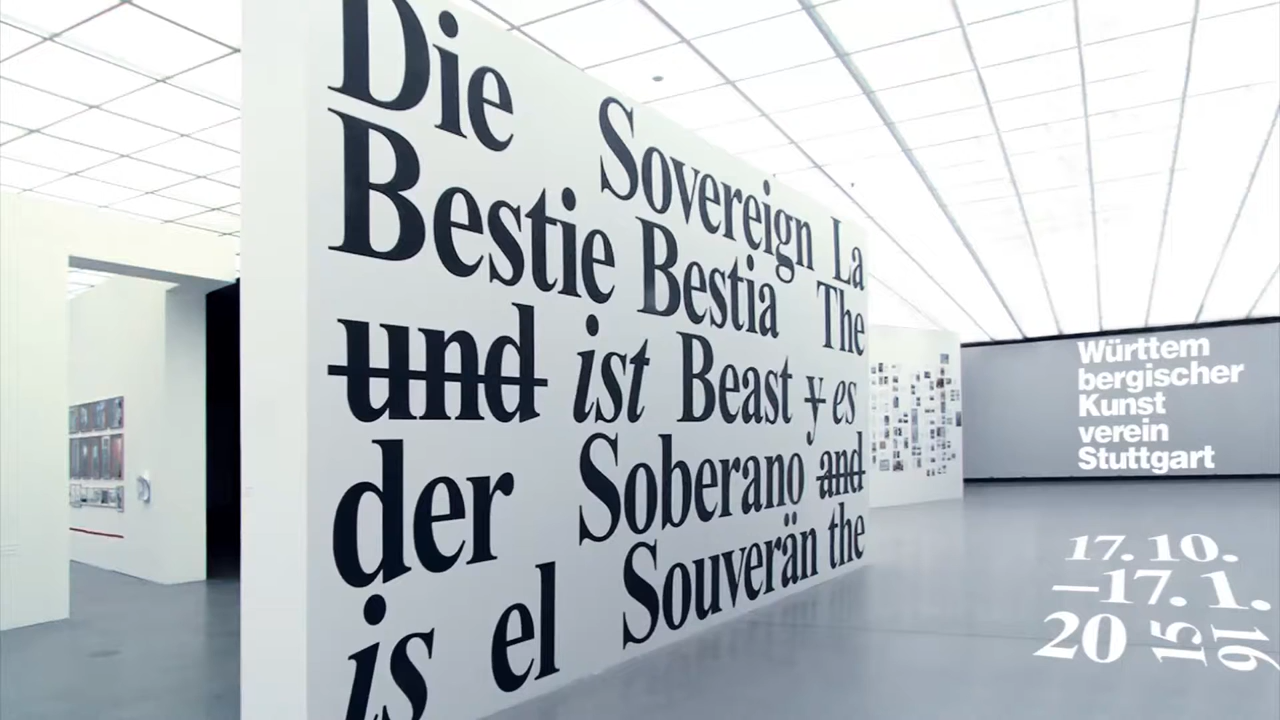 Die Sovereign La
Bestie Bestia The
und ist Beast y es
der Soberano and
is el Souverän the
Württem
bergischer
Kunst
verein
Stuttgart
17. 10.
–17. 1.
20 15 16